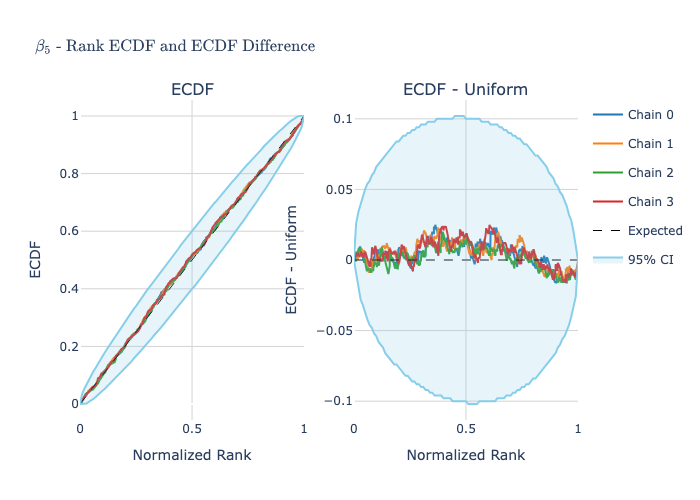 β₅ - Rank ECDF and ECDF Difference
ECDF
ECDF - Uniform
1
0.8
0.6
0.4
0.2
0
0
0.5
1
ECDF
Normalized Rank
0.1
0.05
0
−0.05
−0.1
0
0.5
1
ECDF - Uniform
Normalized Rank
Chain 0
Chain 1
Chain 2
Chain 3
Expected
95% CI